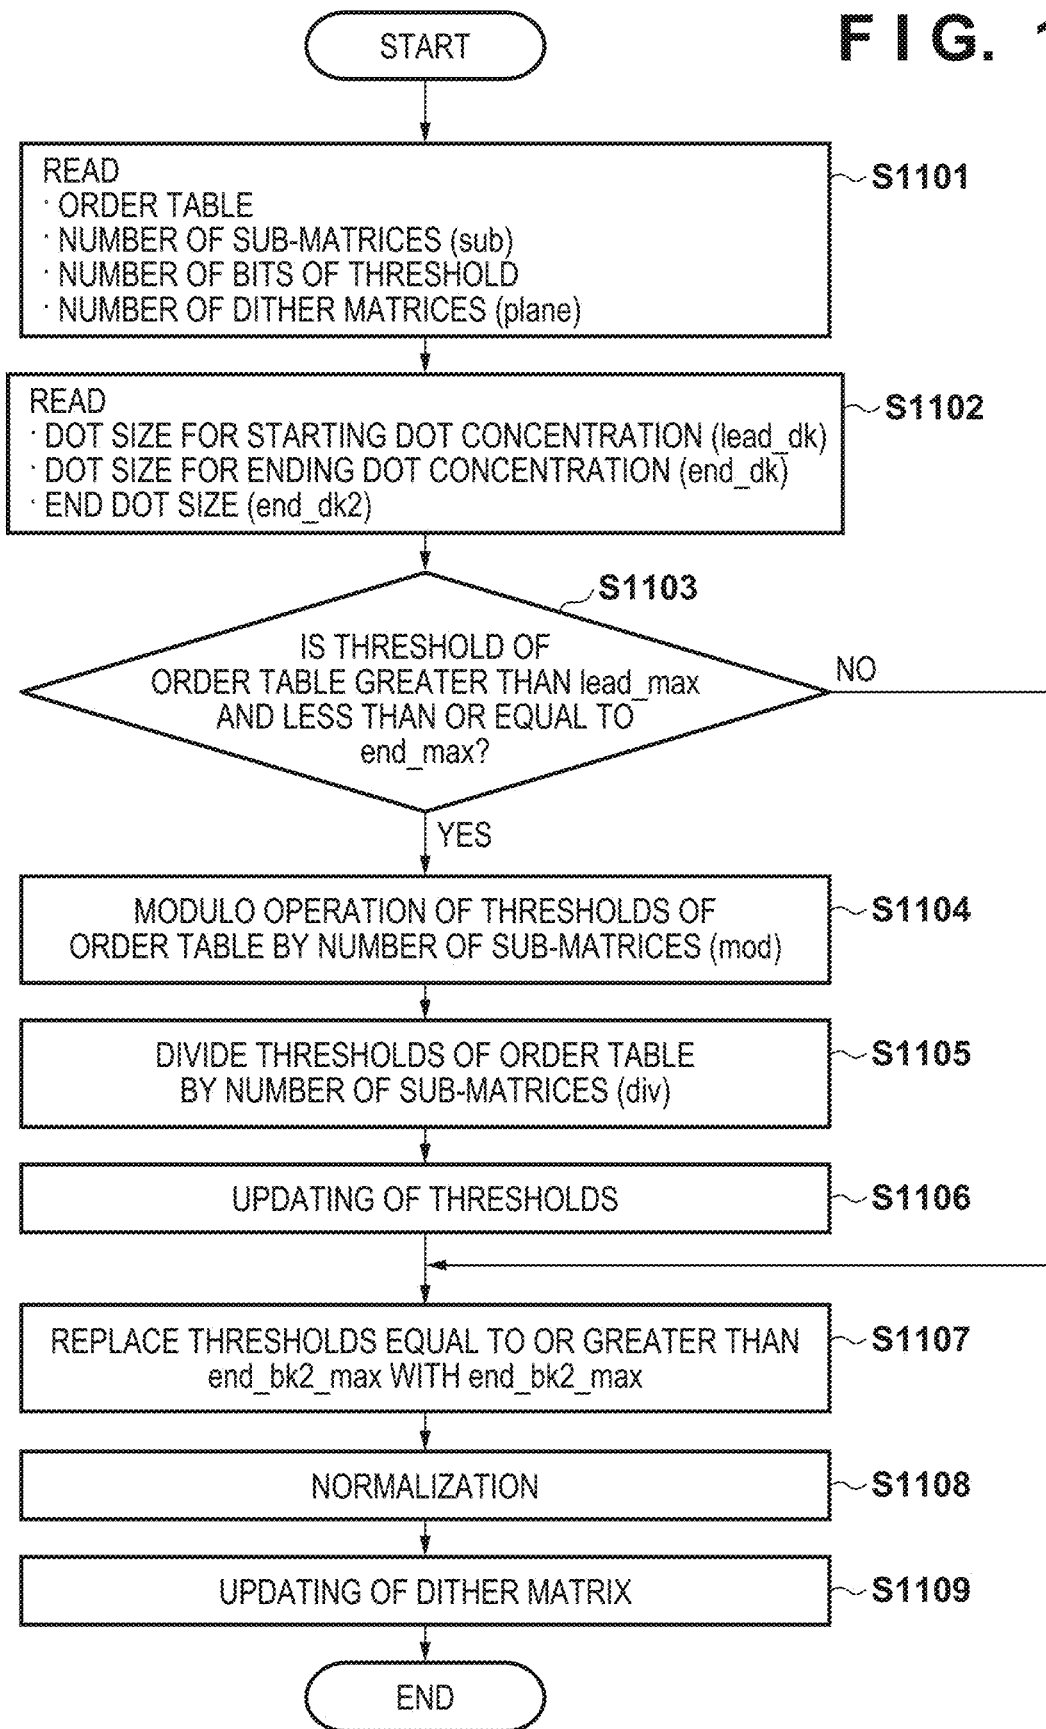 FIG. 1
START
READ
· ORDER TABLE
· NUMBER OF SUB-MATRICES (sub)
· NUMBER OF BITS OF THRESHOLD
· NUMBER OF DITHER MATRICES (plane)
S1101
READ
· DOT SIZE FOR STARTING DOT CONCENTRATION (lead_dk)
· DOT SIZE FOR ENDING DOT CONCENTRATION (end_dk)
· END DOT SIZE (end_dk2)
S1102
S1103
IS THRESHOLD OF
ORDER TABLE GREATER THAN lead_max
AND LESS THAN OR EQUAL TO
end_max?
NO
YES
MODULO OPERATION OF THRESHOLDS OF
ORDER TABLE BY NUMBER OF SUB-MATRICES (mod)
S1104
DIVIDE THRESHOLDS OF ORDER TABLE
BY NUMBER OF SUB-MATRICES (div)
S1105
UPDATING OF THRESHOLDS
S1106
REPLACE THRESHOLDS EQUAL TO OR GREATER THAN
end_bk2_max WITH end_bk2_max
S1107
NORMALIZATION
S1108
UPDATING OF DITHER MATRIX
S1109
END